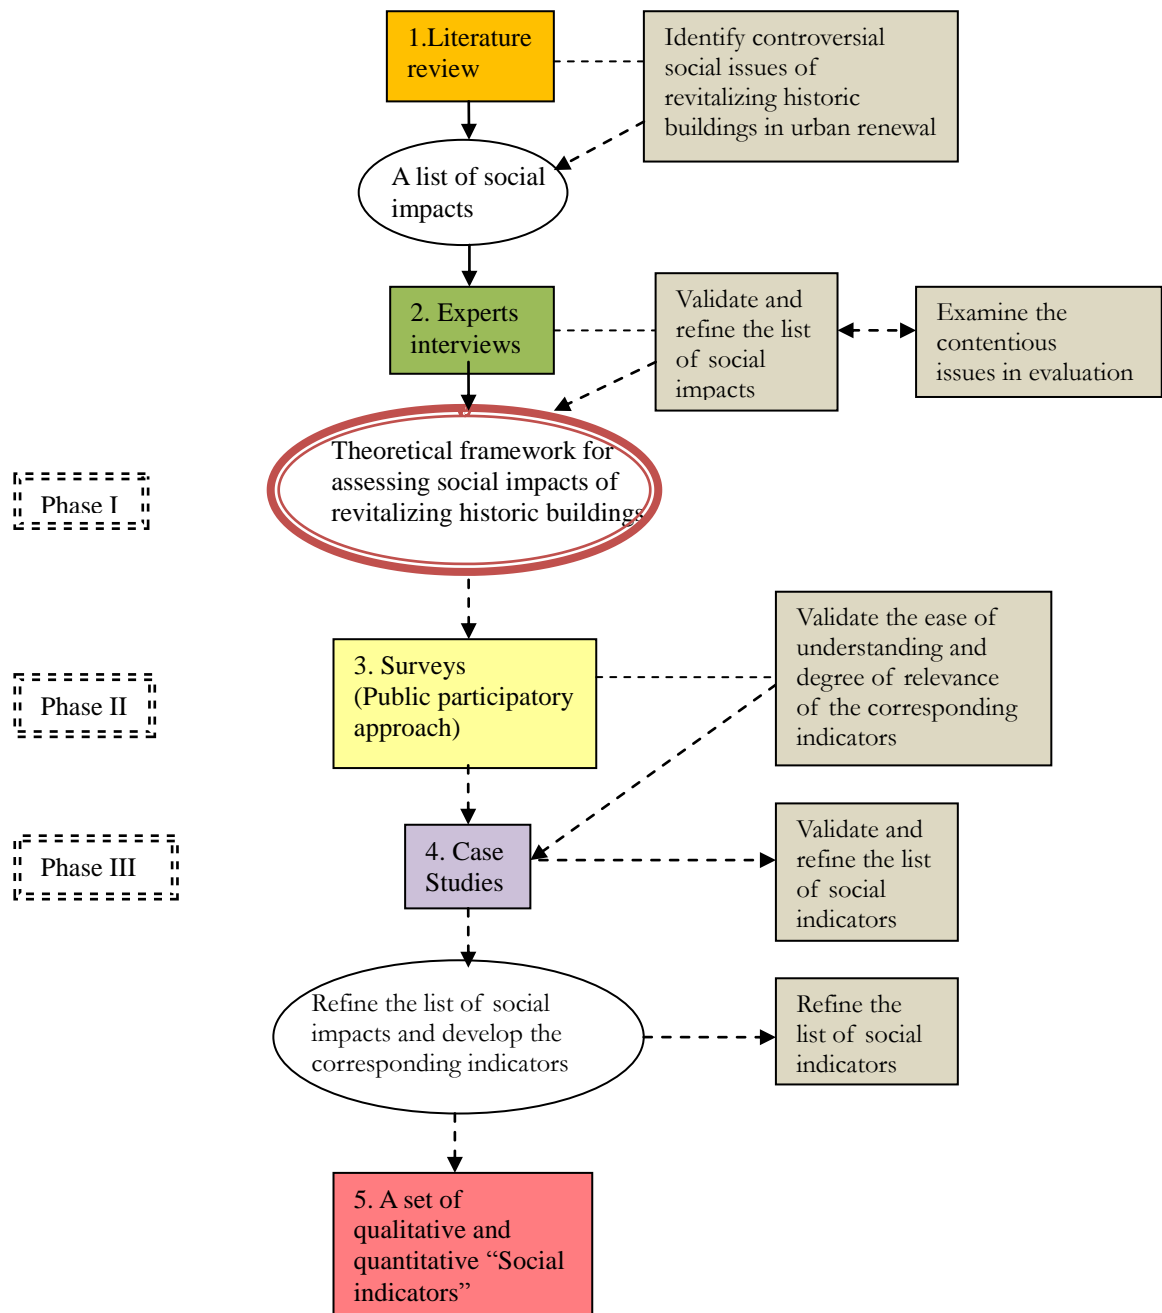 1.Literature
review
Identify controversial
social issues of
revitalizing historic
buildings in urban renewal
A list of social
impacts
2. Experts
interviews
Validate and
refine the list
of social
impacts
Examine the
contentious
issues in evaluation
Theoretical framework for
assessing social impacts of
revitalizing historic buildings
Phase I
3. Surveys
(Public participatory
approach)
Validate the ease of
understanding and
degree of relevance
of the corresponding
indicators
Phase II
4. Case
Studies
Validate and
refine the list
of social
indicators
Phase III
Refine the list of social
impacts and develop the
corresponding indicators
Refine the
list of social
indicators
5. A set of
qualitative and
quantitative “Social
indicators”